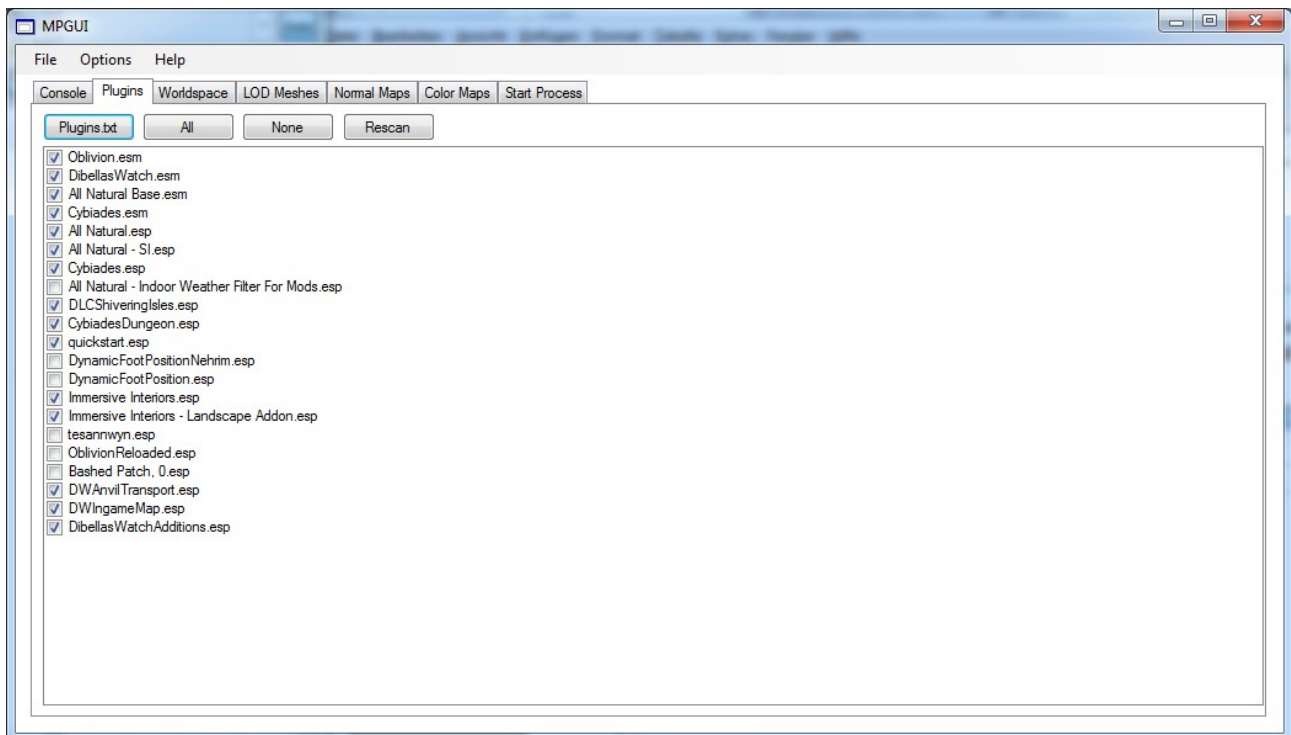 MPGUI
File Options Help
Console Plugins Worldspace LOD Meshes Normal Maps Color Maps Start Process
Plugins.txt All None Rescan
Oblivion.esm
DibellasWatch.esm
All Natural Base.esm
Cybiades.esm
All Natural.esp
All Natural - SI.esp
Cybiades.esp
All Natural - Indoor Weather Filter For Mods.esp
DLCShiveringIsles.esp
CybiadesDungeon.esp
quickstart.esp
DynamicFootPositionNehrim.esp
DynamicFootPosition.esp
Immersive Interiors.esp
Immersive Interiors - Landscape Addon.esp
tesannwyn.esp
OblivionReloaded.esp
Bashed Patch, 0.esp
DWAnvilTransport.esp
DWIngameMap.esp
DibellasWatchAdditions.esp